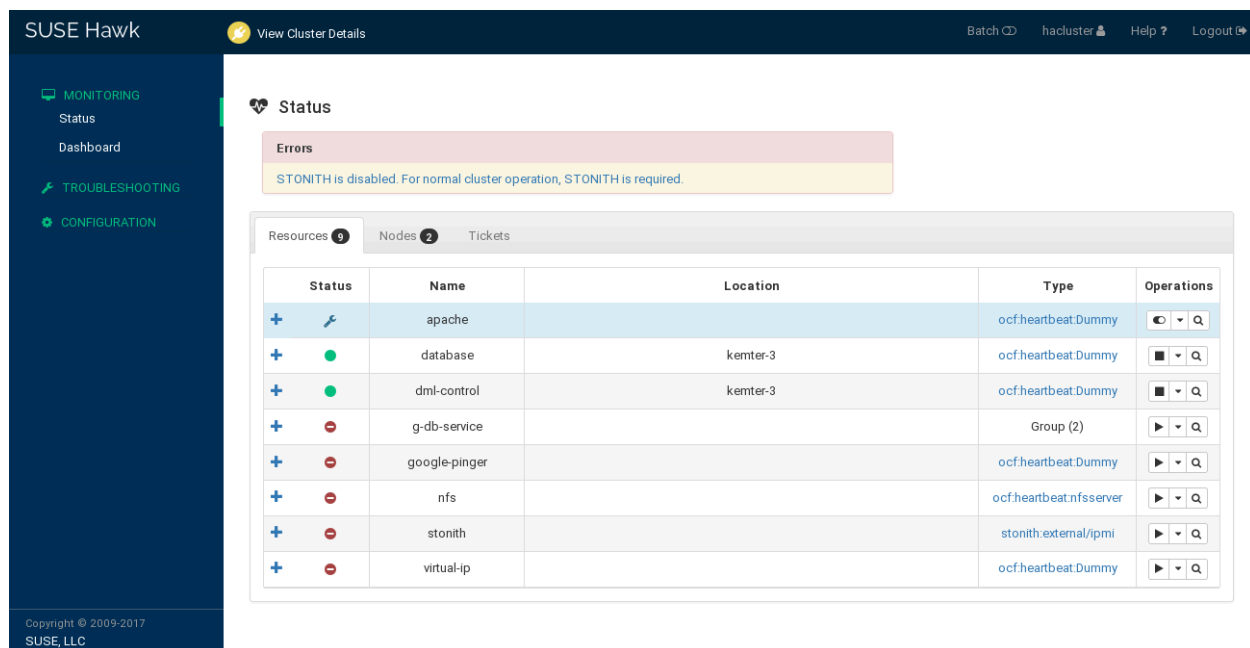 SUSE Hawk
View Cluster Details
Batch
hacluster
Help ?
Logout
MONITORING
Status
Dashboard
TROUBLESHOOTING
CONFIGURATION
Status
Errors
STONITH is disabled. For normal cluster operation, STONITH is required.
Resources 9 Nodes 2 Tickets
Status Name Location Type Operations
apache ocf:heartbeat:Dummy
database kemter-3 ocf:heartbeat:Dummy
dml-control kemter-3 ocf:heartbeat:Dummy
g-db-service Group (2)
google-pinger ocf:heartbeat:Dummy
nfs ocf:heartbeat:nfsserver
stonith stonith:external/ipmi
virtual-ip ocf:heartbeat:Dummy
Copyright © 2009-2017
SUSE, LLC